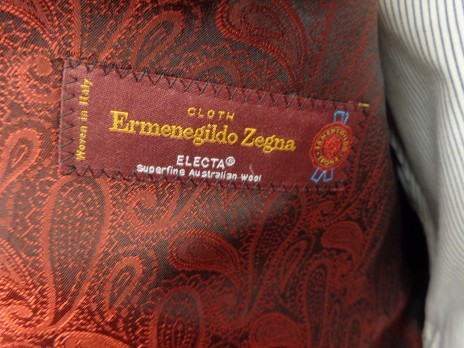 Woven in Italy
CLOTH
Ermenegildo Zegna
ELECTA®
Superfine Australian wool